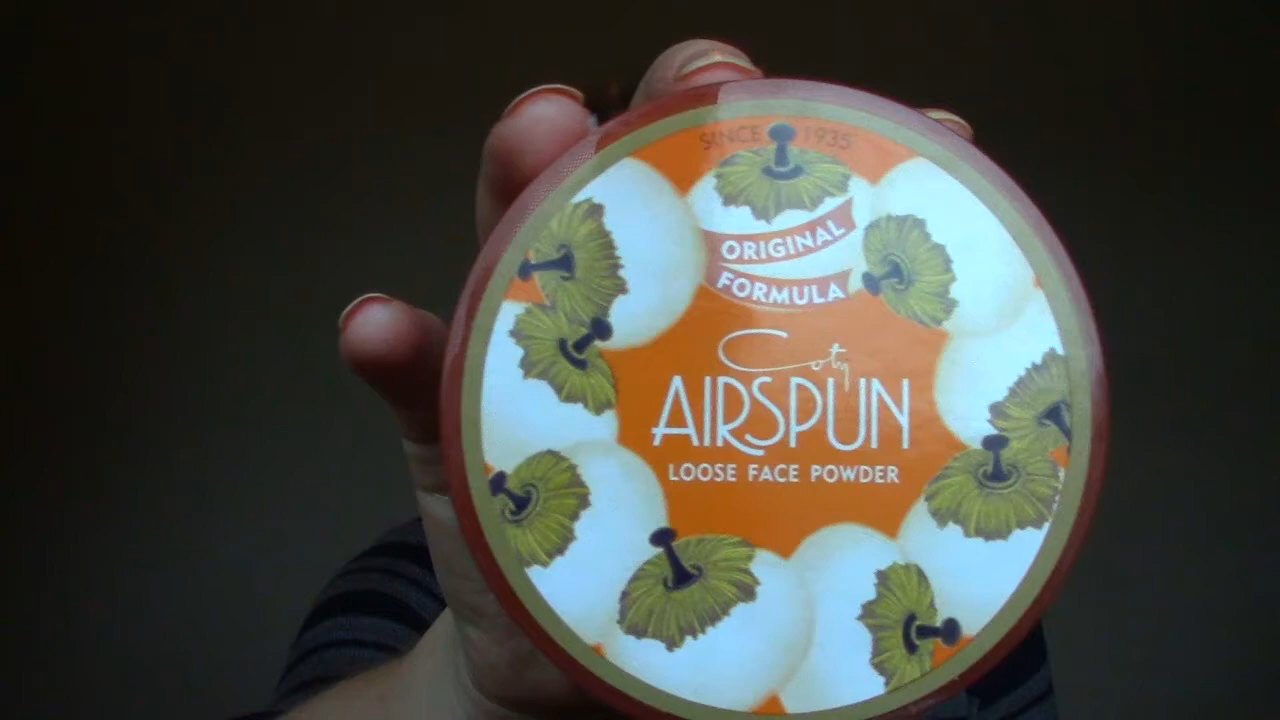 SINCE 1935
ORIGINAL
FORMULA
Coty
AIRSPUN
LOOSE FACE POWDER